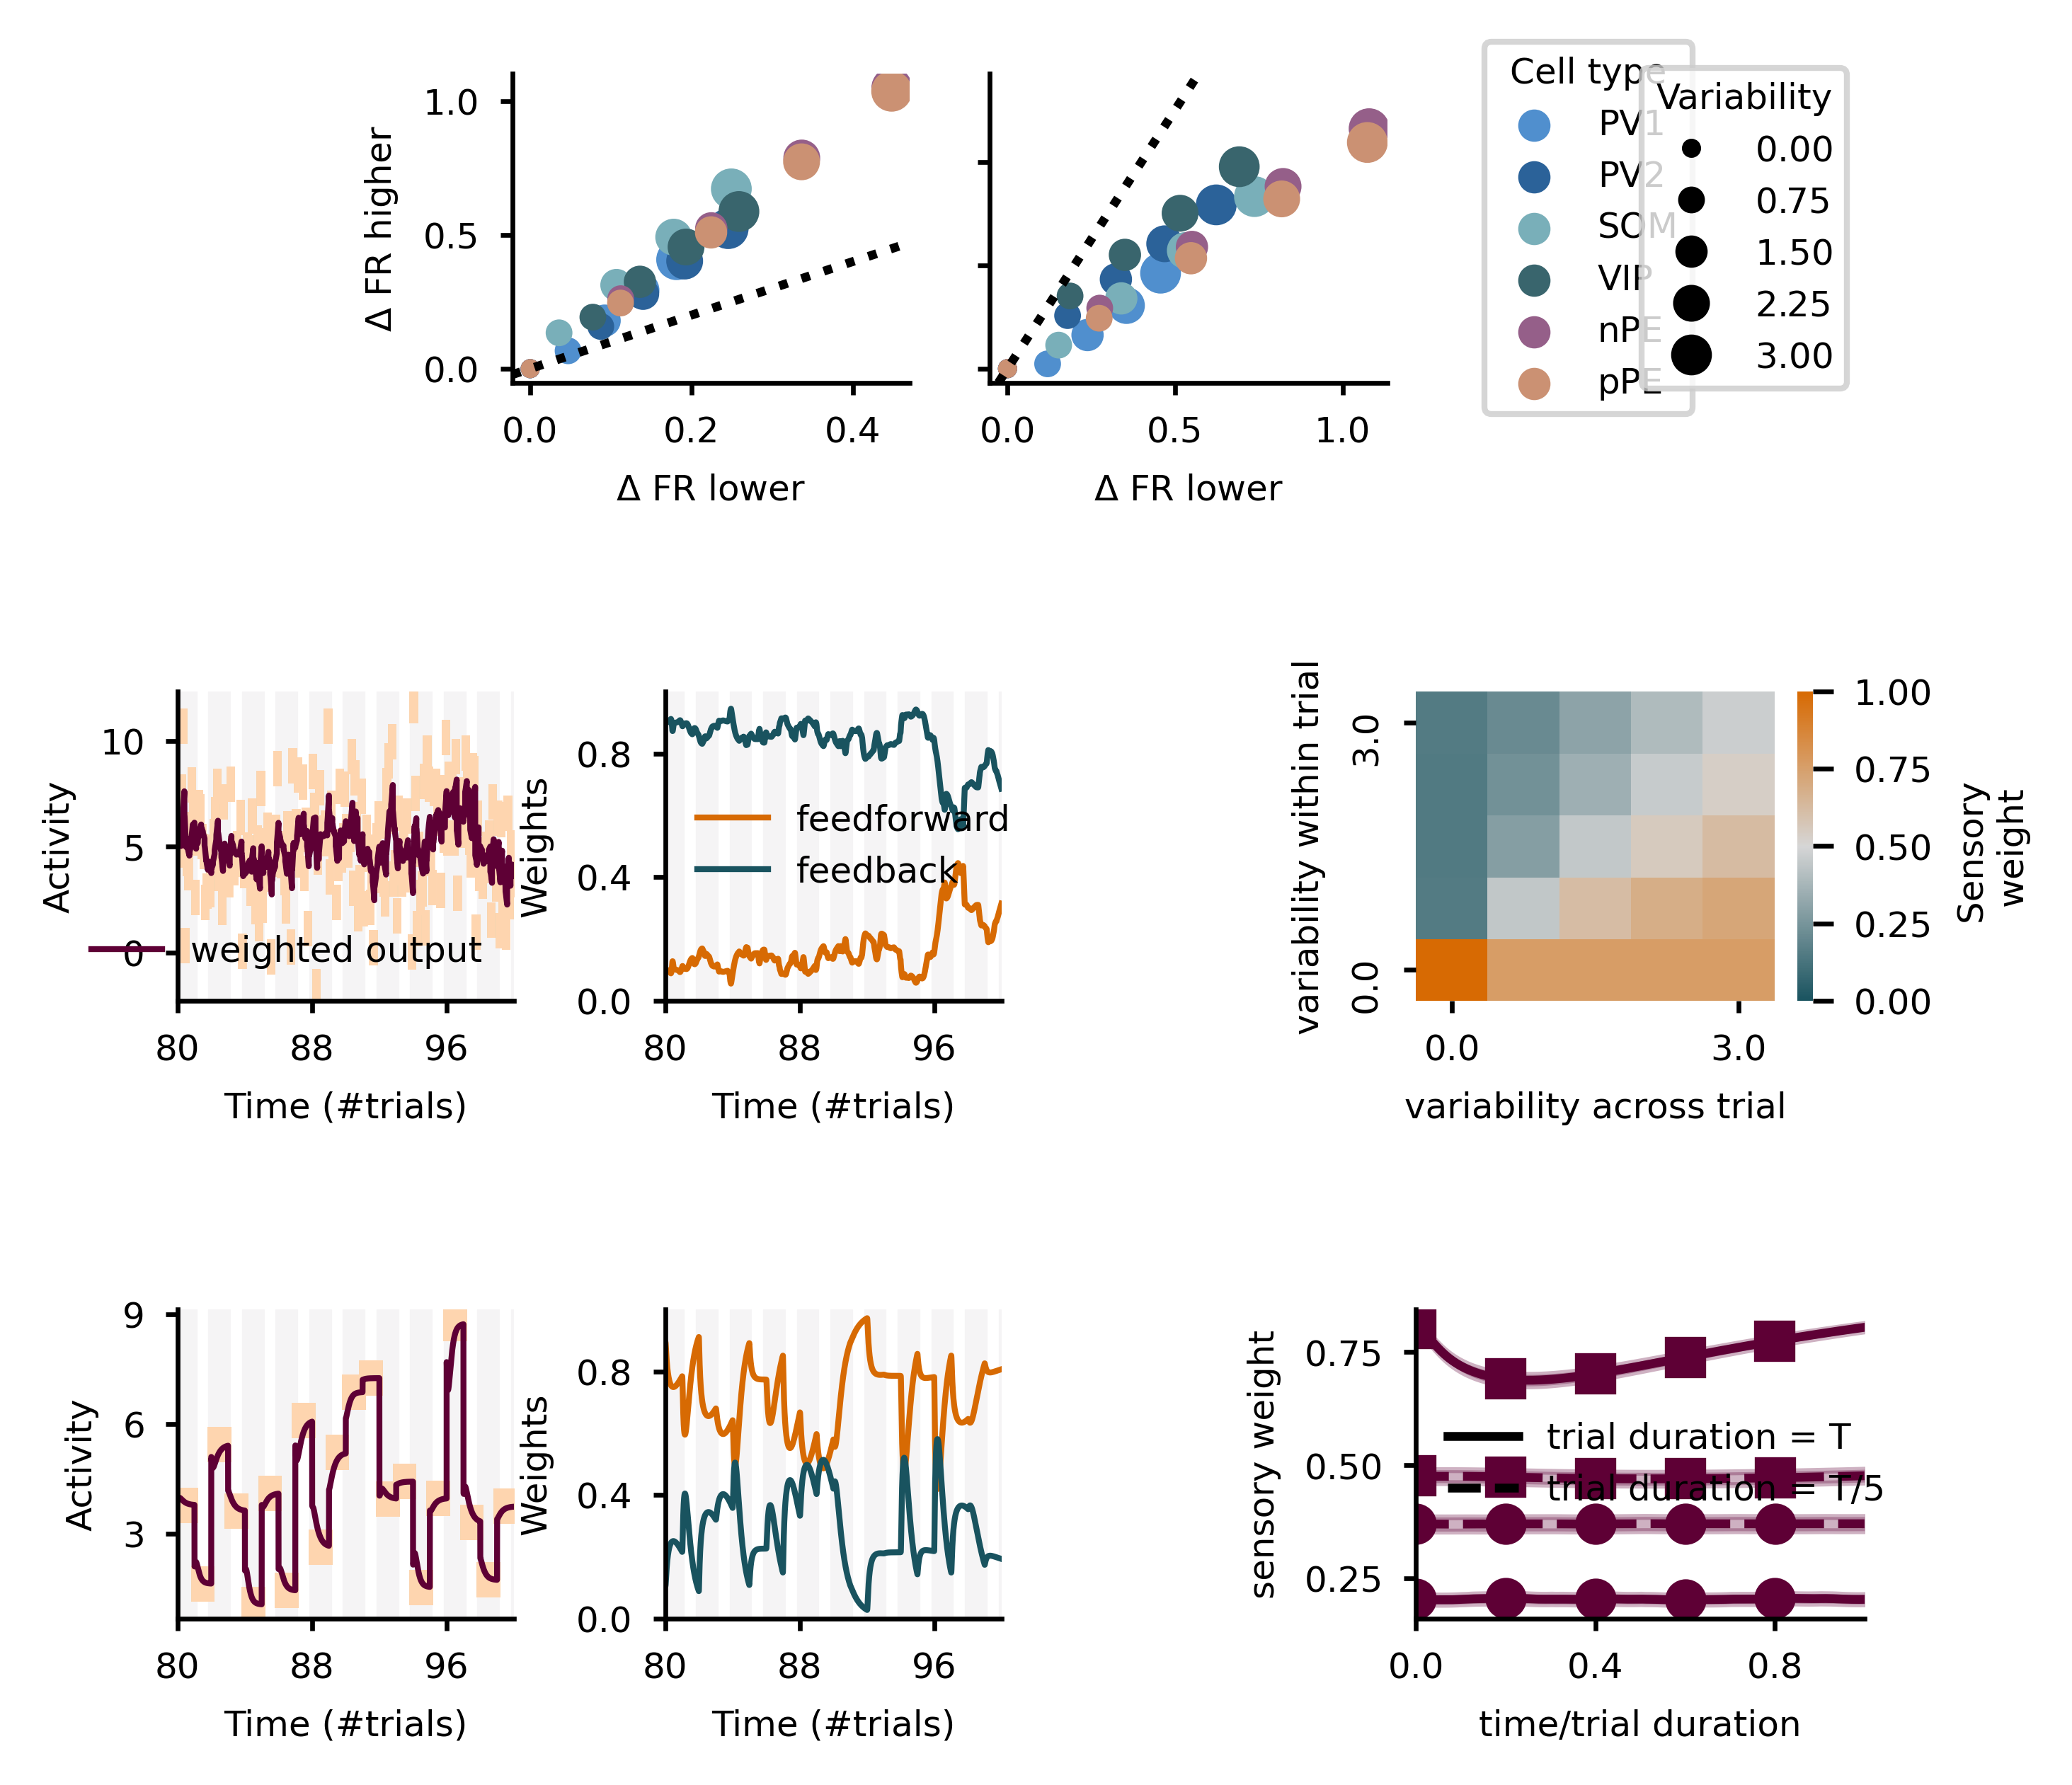 Δ FR higher
1.0
0.5
0.0
0.0
0.2
0.4
Δ FR lower
0.0
0.5
1.0
Δ FR lower
Cell type
PV1
PV2
SOM
VIP
nPE
pPE
Variability
0.00
0.75
1.50
2.25
3.00
Activity
10
5
0
weighted output
80
88
96
Time (#trials)
Weights
0.8
0.4
0.0
feedforward
feedback
80
88
96
Time (#trials)
variability within trial
3.0
0.0
0.0
3.0
variability across trial
1.00
0.75
0.50
0.25
0.00
Sensory
weight
Activity
9
6
3
80
88
96
Time (#trials)
Weights
0.8
0.4
0.0
80
88
96
Time (#trials)
sensory weight
0.75
0.50
0.25
trial duration = T
trial duration = T/5
0.0
0.4
0.8
time/trial duration